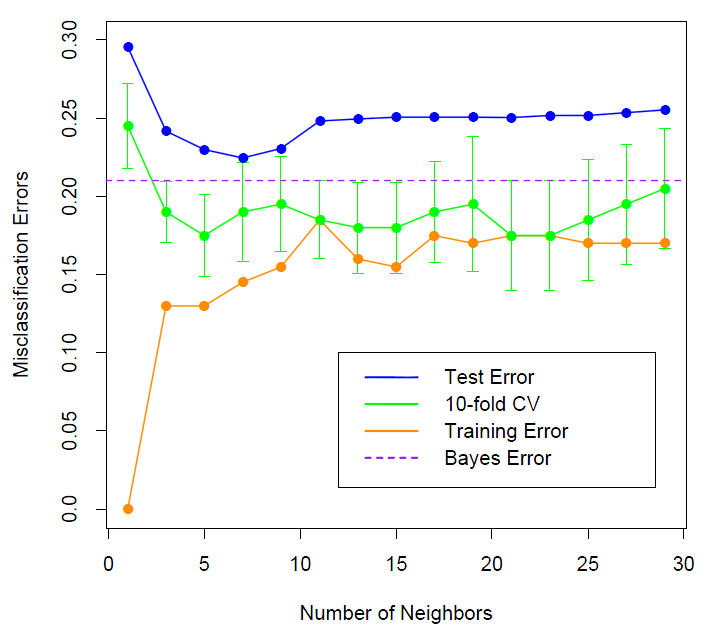 0.30
0.25
0.20
0.15
0.10
0.05
0.0
Misclassification Errors
Test Error
10-fold CV
Training Error
Bayes Error
0 5 10 15 20 25 30
Number of Neighbors